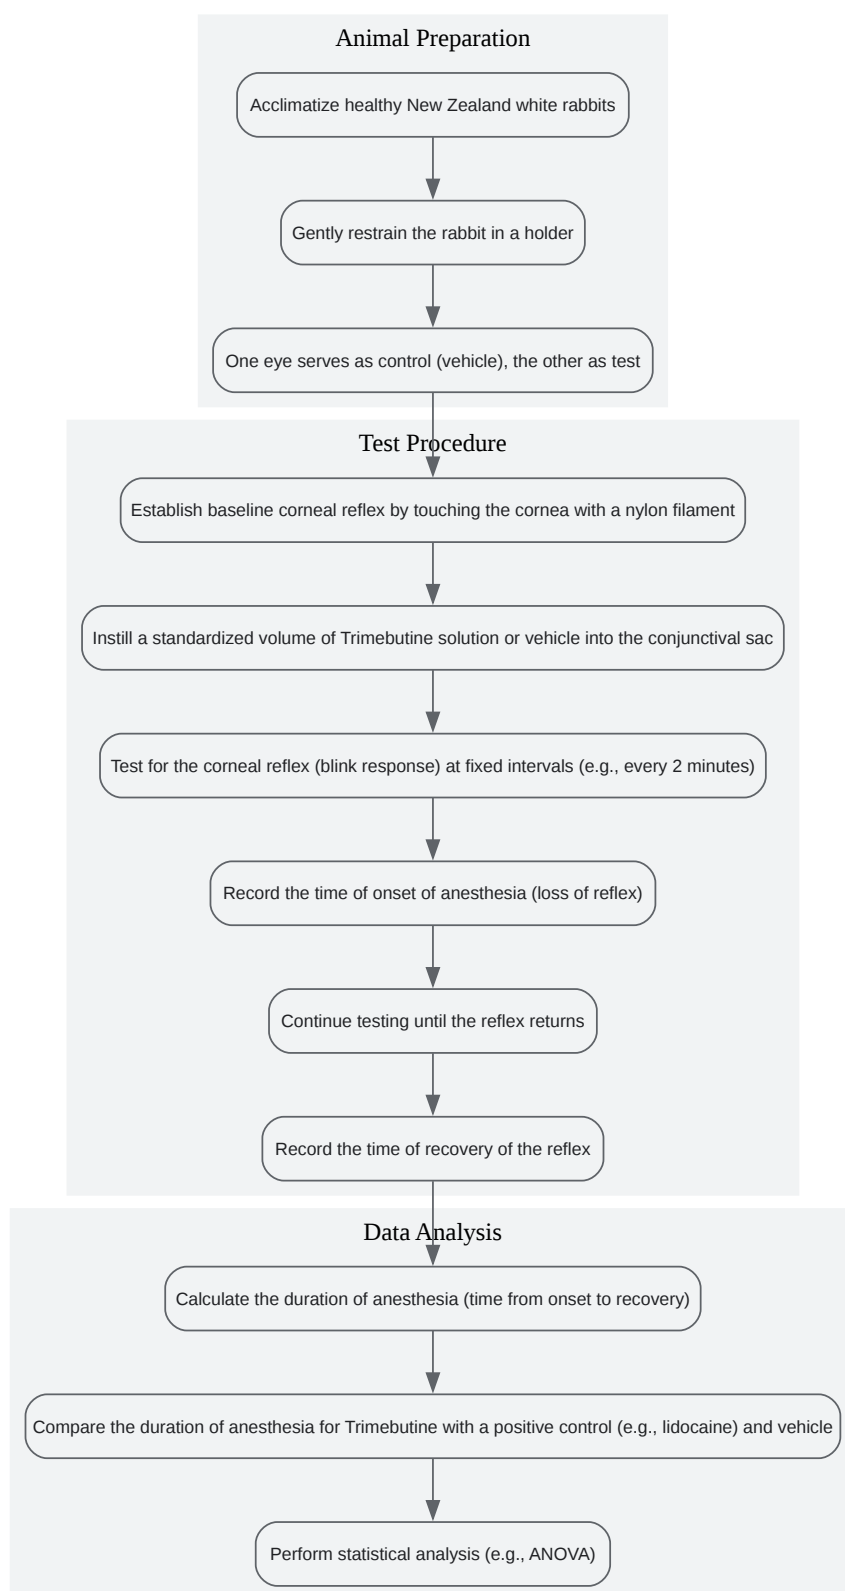 Animal Preparation
Acclimatize healthy New Zealand white rabbits
Gently restrain the rabbit in a holder
One eye serves as control (vehicle), the other as test
Test Procedure
Establish baseline corneal reflex by touching the cornea with a nylon filament
Instill a standardized volume of Trimebutine solution or vehicle into the conjunctival sac
Test for the corneal reflex (blink response) at fixed intervals (e.g., every 2 minutes)
Record the time of onset of anesthesia (loss of reflex)
Continue testing until the reflex returns
Record the time of recovery of the reflex
Data Analysis
Calculate the duration of anesthesia (time from onset to recovery)
Compare the duration of anesthesia for Trimebutine with a positive control (e.g., lidocaine) and vehicle
Perform statistical analysis (e.g., ANOVA)